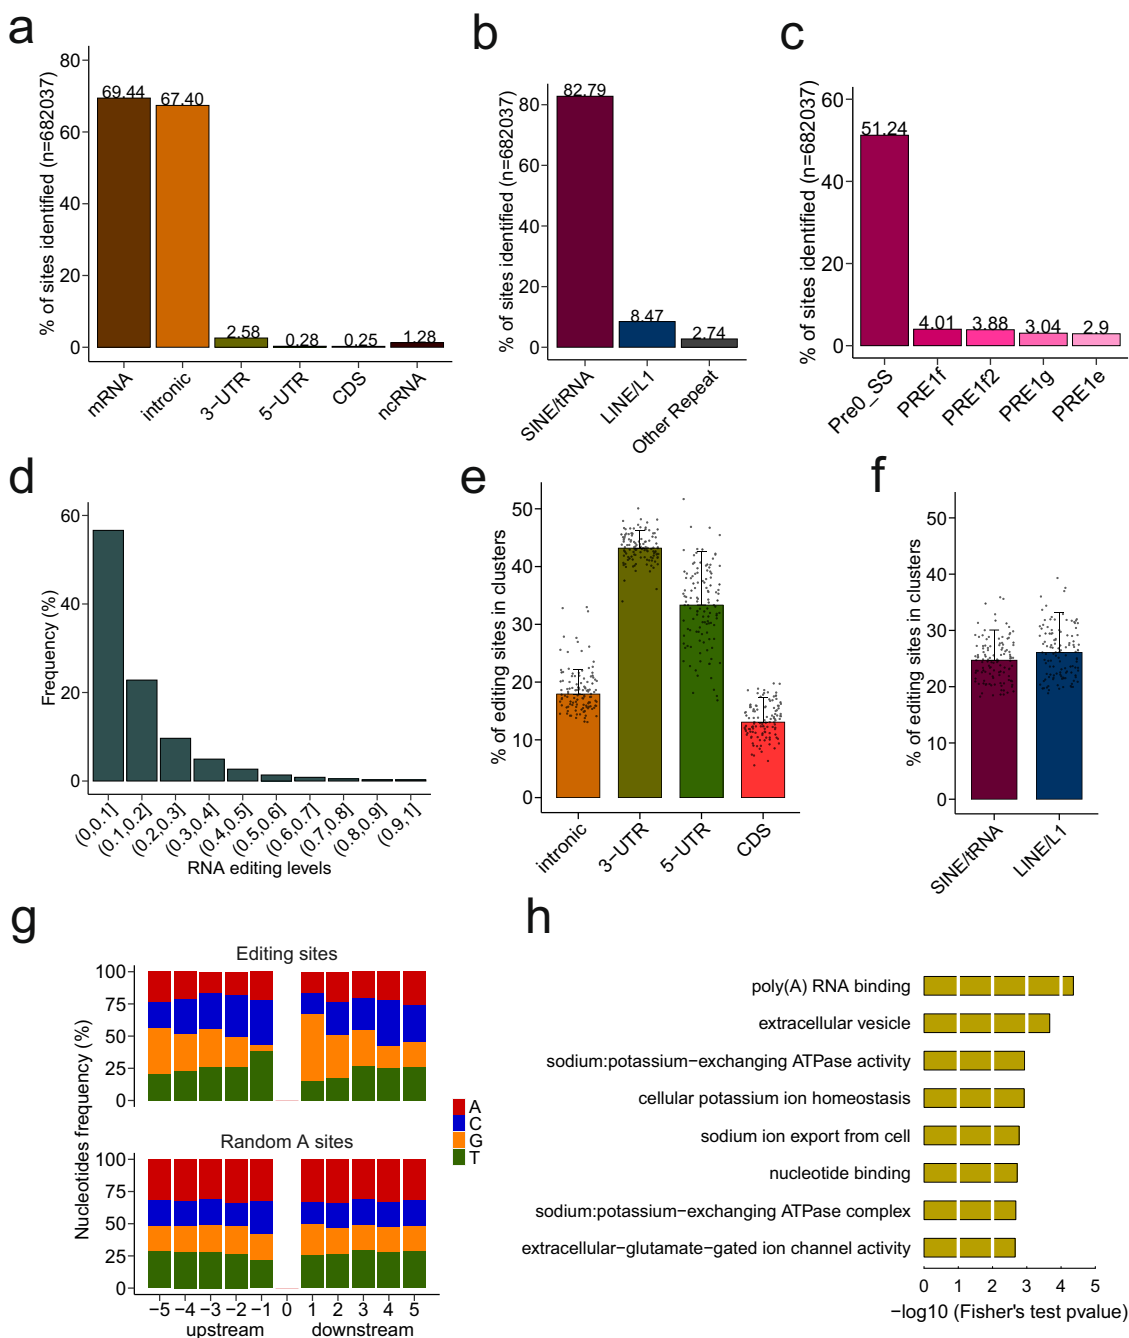 a
% of sites identified (n=682037)
80
60
40
20
0
69.44
67.40
2.58
0.28
0.25
1.28
mRNA
intronic
3−UTR
5−UTR
CDS
ncRNA
b
% of sites identified (n=682037)
80
60
40
20
0
82.79
8.47
2.74
SINE/tRNA
LINE/L1
Other Repeat
c
% of sites identified (n=682037)
60
40
20
0
51.24
4.01
3.88
3.04
2.9
Pre0_SS
PRE1f
PRE1f2
PRE1g
PRE1e
d
Frequency (%)
60
40
20
0
(0,0.1]
(0.1,0.2]
(0.2,0.3]
(0.3,0.4]
(0.4,0.5]
(0.5,0.6]
(0.6,0.7]
(0.7,0.8]
(0.8,0.9]
(0.9,1]
RNA editing levels
e
% of editing sites in clusters
50
40
30
20
10
0
intronic
3−UTR
5−UTR
CDS
f
% of editing sites in clusters
50
40
30
20
10
0
SINE/tRNA
LINE/L1
g
Nucleotides frequency (%)
Editing sites
100
75
50
25
0
Random A sites
100
75
50
25
0
−5 −4 −3 −2 −1 0 1 2 3 4 5
upstream downstream
A
C
G
T
h
poly(A) RNA binding
extracellular vesicle
sodium:potassium−exchanging ATPase activity
cellular potassium ion homeostasis
sodium ion export from cell
nucleotide binding
sodium:potassium−exchanging ATPase complex
extracellular−glutamate−gated ion channel activity
0 1 2 3 4 5
−log10 (Fisher's test pvalue)